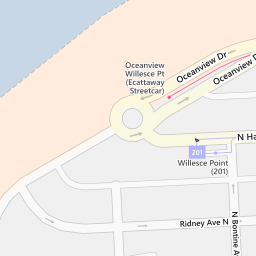 Oceanview
Willesce Pt
(Ecattaway
Streetcar)
Oceanview Dr
Oceanview D
N Ha
201
Willesce Point
(201)
Ridney Ave N
N Bontine A